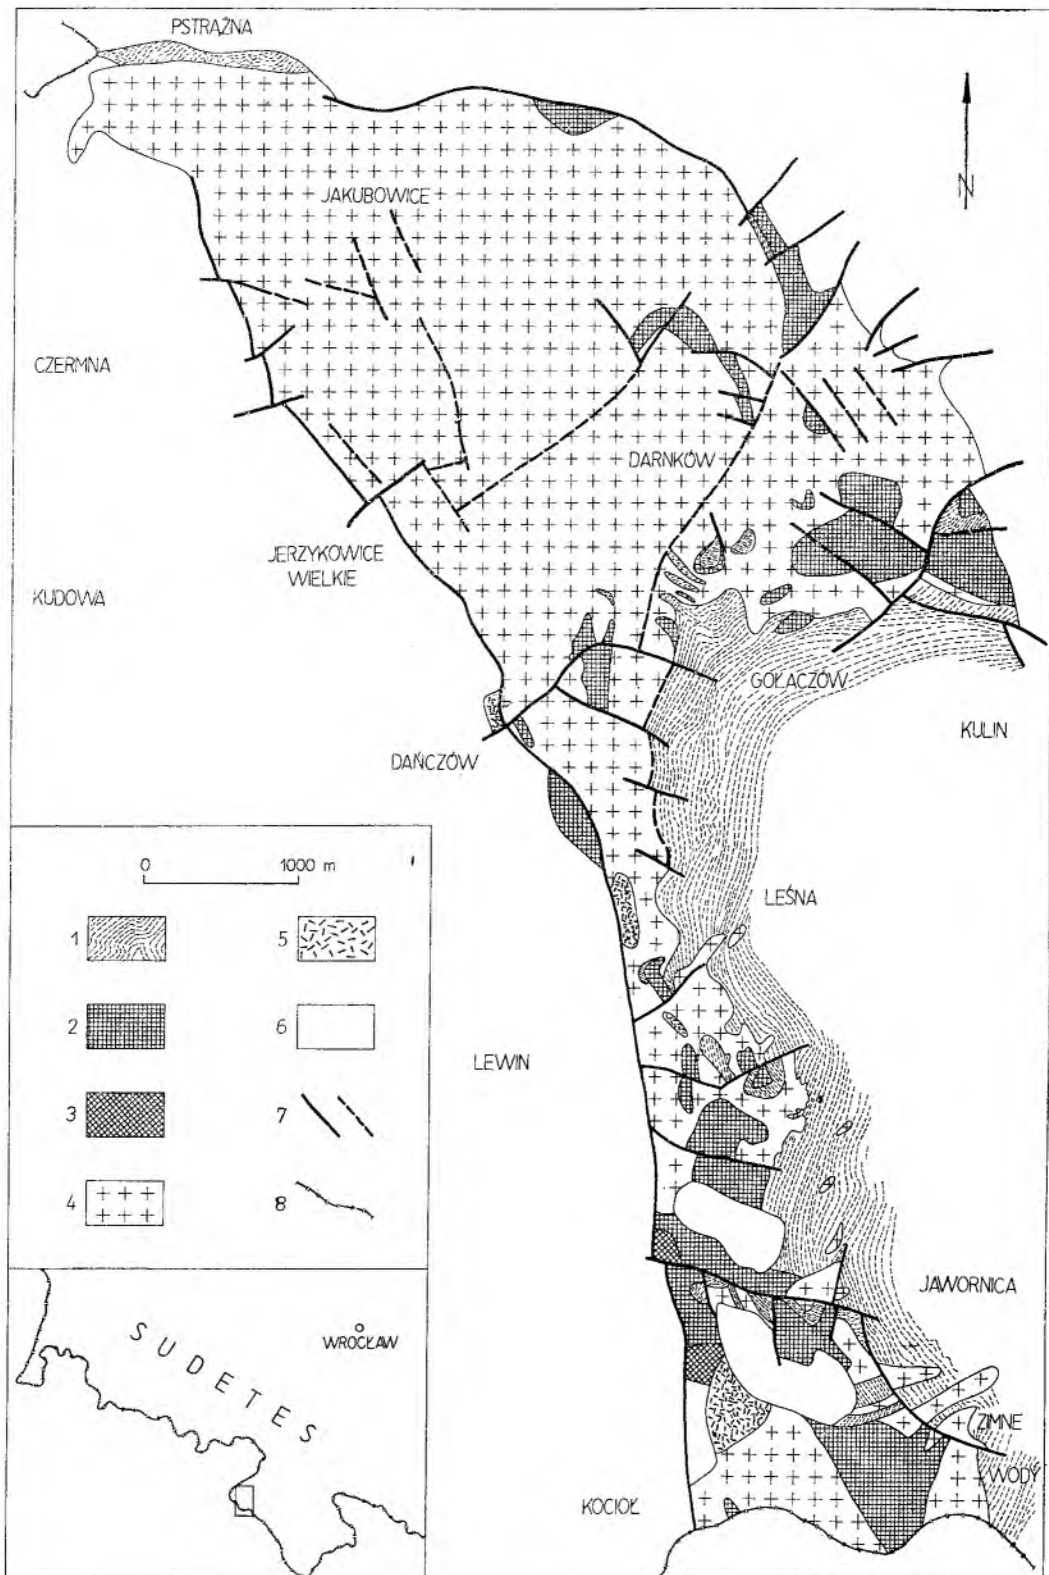 PSTRĄŻNA
N
JAKUBOWICE
CZERMNA
DARNKÓW
JERZYKOWICE
WIELKIE
KUDOWA
GOŁACZÓW
KULIN
DAŃCZÓW
0 1000 m
LEŚNA
1
5
2
6
LEWIN
3
7
4
8
JAWORNICA
SUDETES
WROCŁAW
ZIMNE
WODY
KOCIOŁ